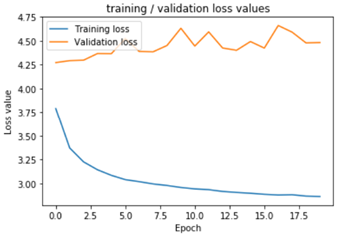 training / validation loss values
4.75
4.50
4.25
4.00
3.75
3.50
3.25
3.00
Loss value
Training loss
Validation loss
0.0 2.5 5.0 7.5 10.0 12.5 15.0 17.5
Epoch